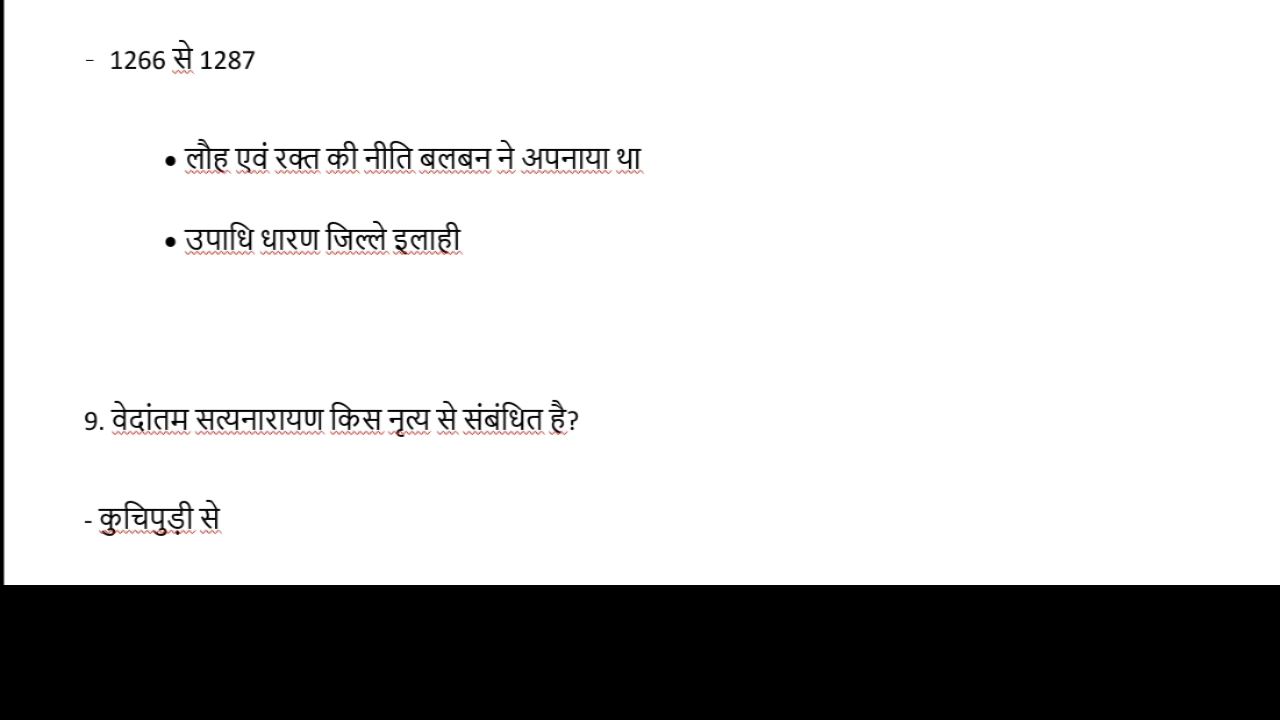 - 1266 से 1287
• लौह एवं रक्त की नीति बलबन ने अपनाया था
• उपाधि धारण जिल्ले इलाही
9. वेदांतम सत्यनारायण किस नृत्य से संबंधित है?
- कुचिपुड़ी से